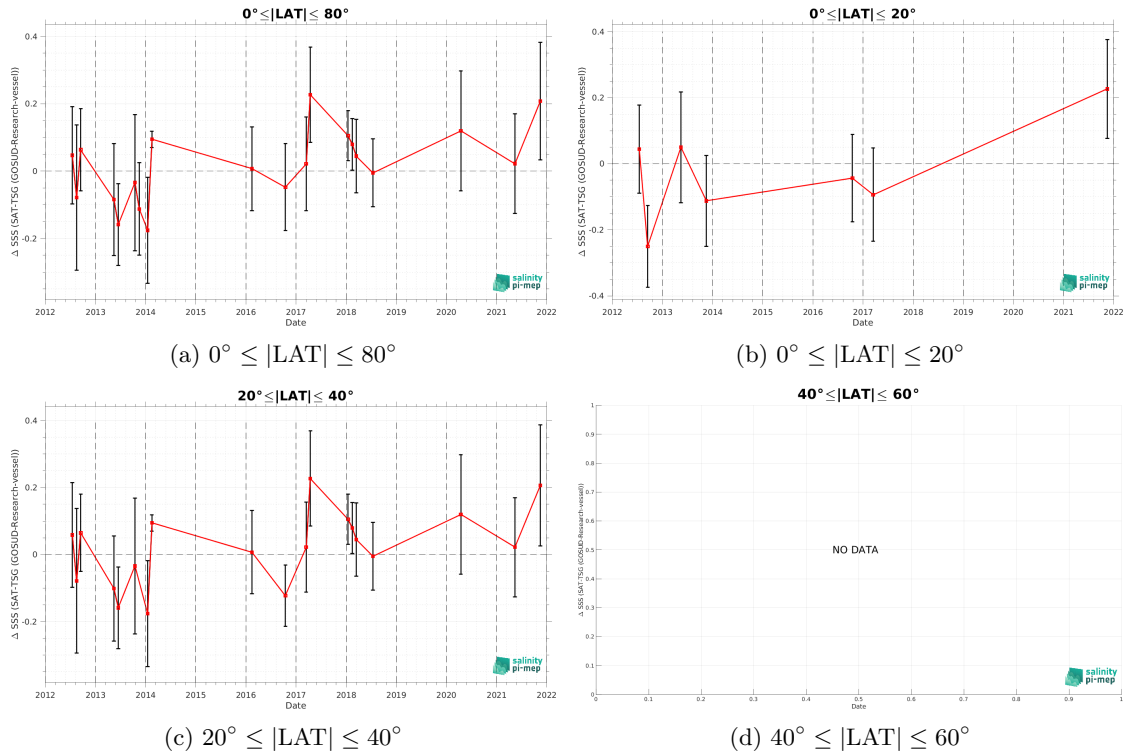 0°≤|LAT|≤ 80°
Δ SSS (SAT-TSG (GOSUD-Research-vessel))
0.4
0.2
0
-0.2
2012 2013 2014 2015 2016 2017 2018 2019 2020 2021 2022
Date
salinity
pi-mep
(a) 0° ≤ |LAT| ≤ 80°
0°≤|LAT|≤ 20°
Δ SSS (SAT-TSG (GOSUD-Research-vessel))
0.4
0.2
0
-0.2
-0.4
2012 2013 2014 2015 2016 2017 2018 2019 2020 2021 2022
Date
salinity
pi-mep
(b) 0° ≤ |LAT| ≤ 20°
20°≤|LAT|≤ 40°
Δ SSS (SAT-TSG (GOSUD-Research-vessel))
0.4
0.2
0
-0.2
2012 2013 2014 2015 2016 2017 2018 2019 2020 2021 2022
Date
salinity
pi-mep
(c) 20° ≤ |LAT| ≤ 40°
40°≤|LAT|≤ 60°
Δ SSS (SAT-TSG (GOSUD-Research-vessel))
1
0.9
0.8
0.7
0.6
0.5
0.4
0.3
0.2
0.1
0
NO DATA
0 0.1 0.2 0.3 0.4 0.5 0.6 0.7 0.8 0.9 1
Date
salinity
pi-mep
(d) 40° ≤ |LAT| ≤ 60°